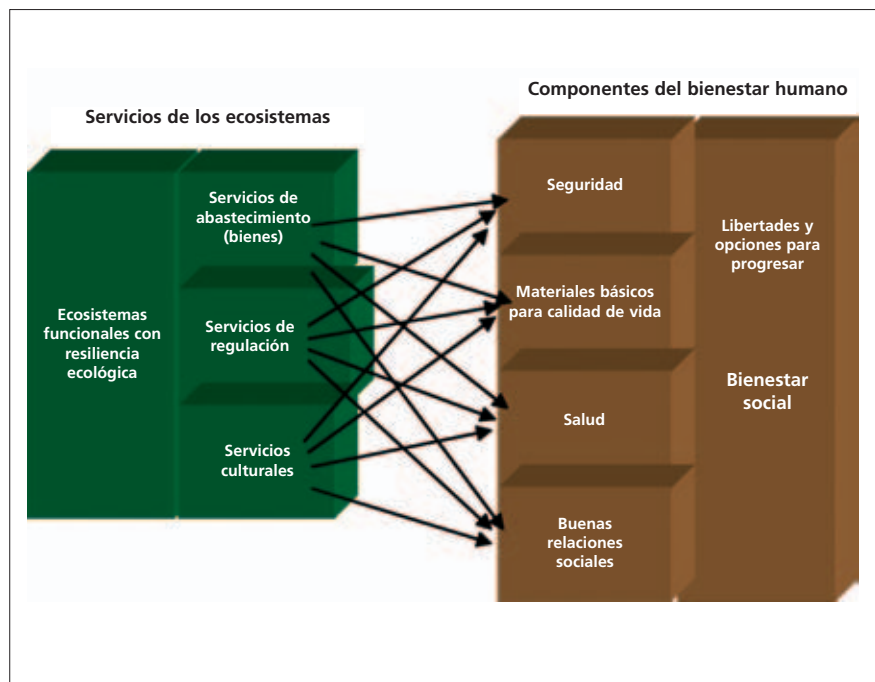 Servicios de los ecosistemas
Ecosistemas
funcionales con
resiliencia
ecológica
Servicios de
abastecimiento
(bienes)
Servicios de
regulación
Servicios
culturales
Componentes del bienestar humano
Seguridad
Materiales básicos
para calidad de vida
Salud
Buenas
relaciones
sociales
Libertades y
opciones para
progresar
Bienestar
social